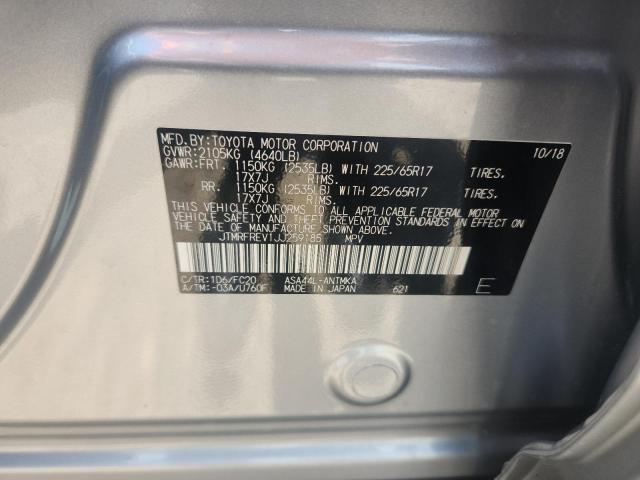 MFD.BY:TOYOTA MOTOR CORPORATION 10/18
GVWR:2105KG (4640LB)
GAWR:FRT. 1150KG (2535LB) WITH 225/65R17 TIRES.
17X7J RIMS.
RR. 1150KG (2535LB) WITH 225/65R17 TIRES.
17X7J RIMS.
THIS VEHICLE CONFORMS TO ALL APPLICABLE FEDERAL MOTOR
VEHICLE SAFETY AND THEFT PREVENTION STANDARDS IN EFFECT ON
THE DATE OF MANUFACTURE SHOWN ABOVE.
JTMRFREV1JJ259185 MPV
C/TR:1D6/FC20 ASA44L-ANTMKA
A/TM:-03A/U760F MADE IN JAPAN 621 E